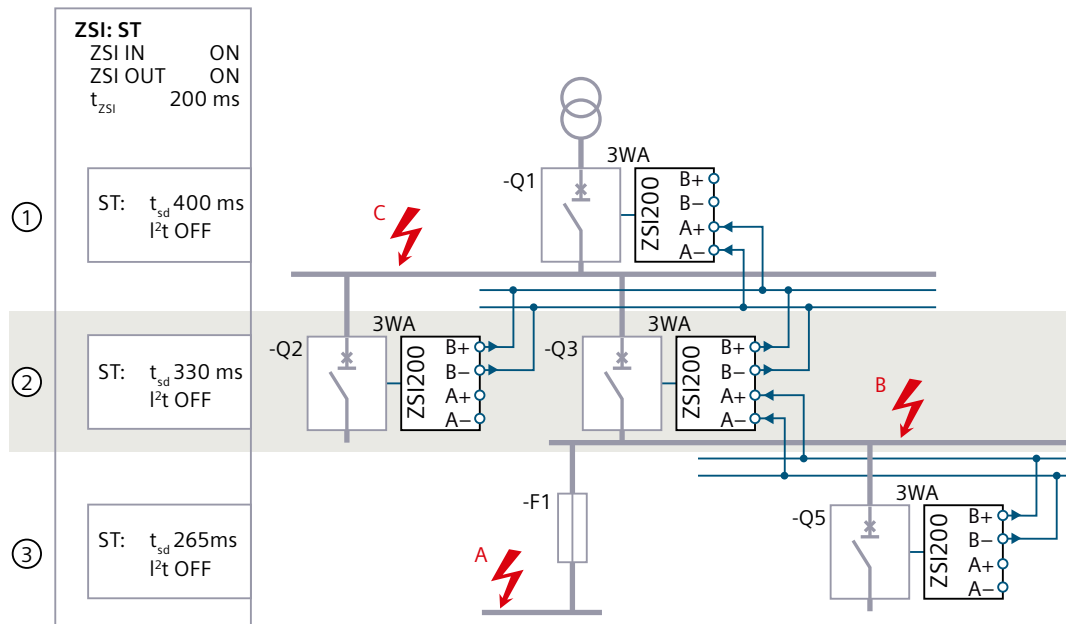 ZSI: ST
ZSI IN ON
ZSI OUT ON
tZSI 200 ms
1
ST: tsd 400 ms
I²t OFF
-Q1
3WA
ZSI200
B+
B−
A+
A−
C
2
ST: tsd 330 ms
I²t OFF
-Q2
3WA
ZSI200
B+
B−
A+
A−
-Q3
3WA
ZSI200
B+
B−
A+
A−
B
3
ST: tsd 265ms
I²t OFF
A
-F1
-Q5
3WA
ZSI200
B+
B−
A+
A−